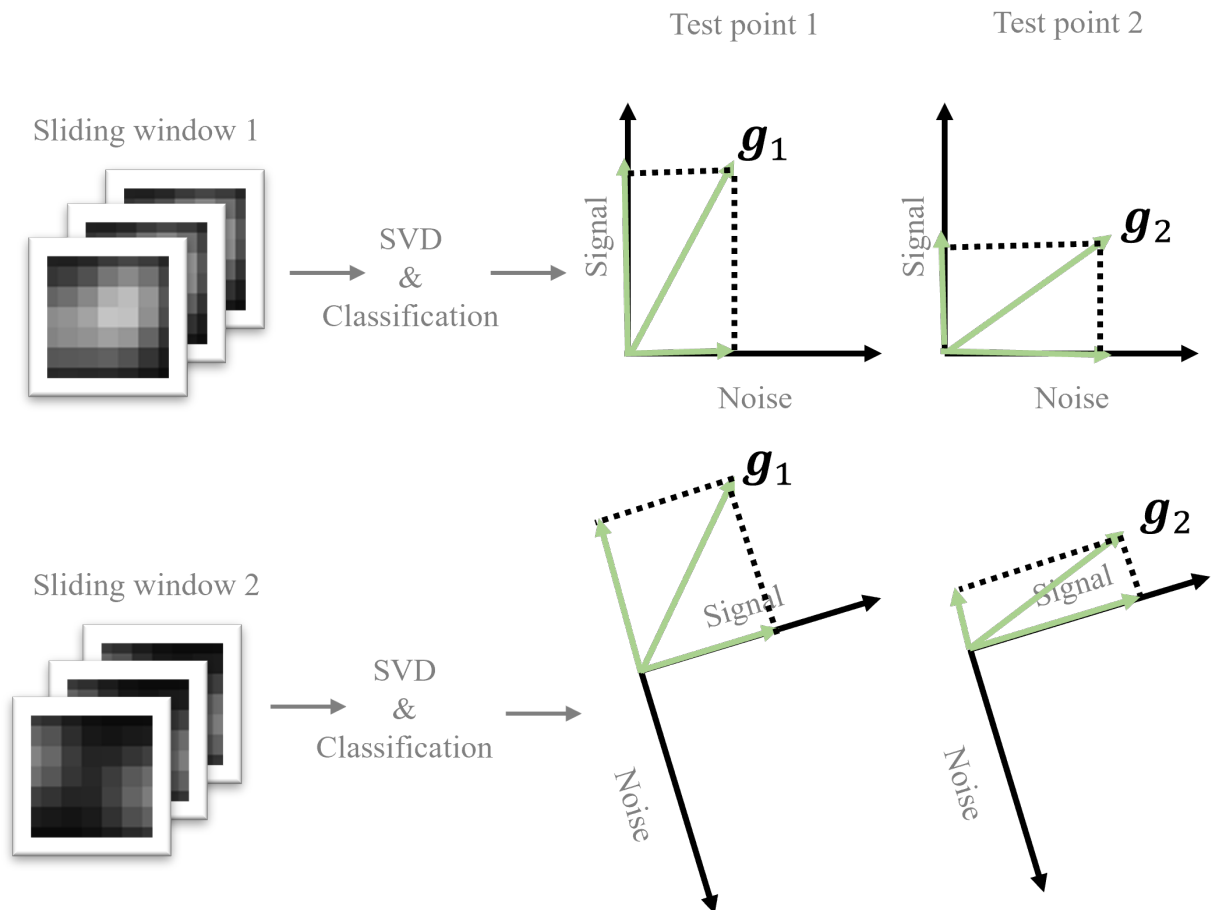 Test point 1
Test point 2
Sliding window 1
SVD
&
Classification
Signal
g₁
Noise
Signal
g₂
Noise
Sliding window 2
SVD
&
Classification
g₁
Signal
Noise
g₂
Signal
Noise